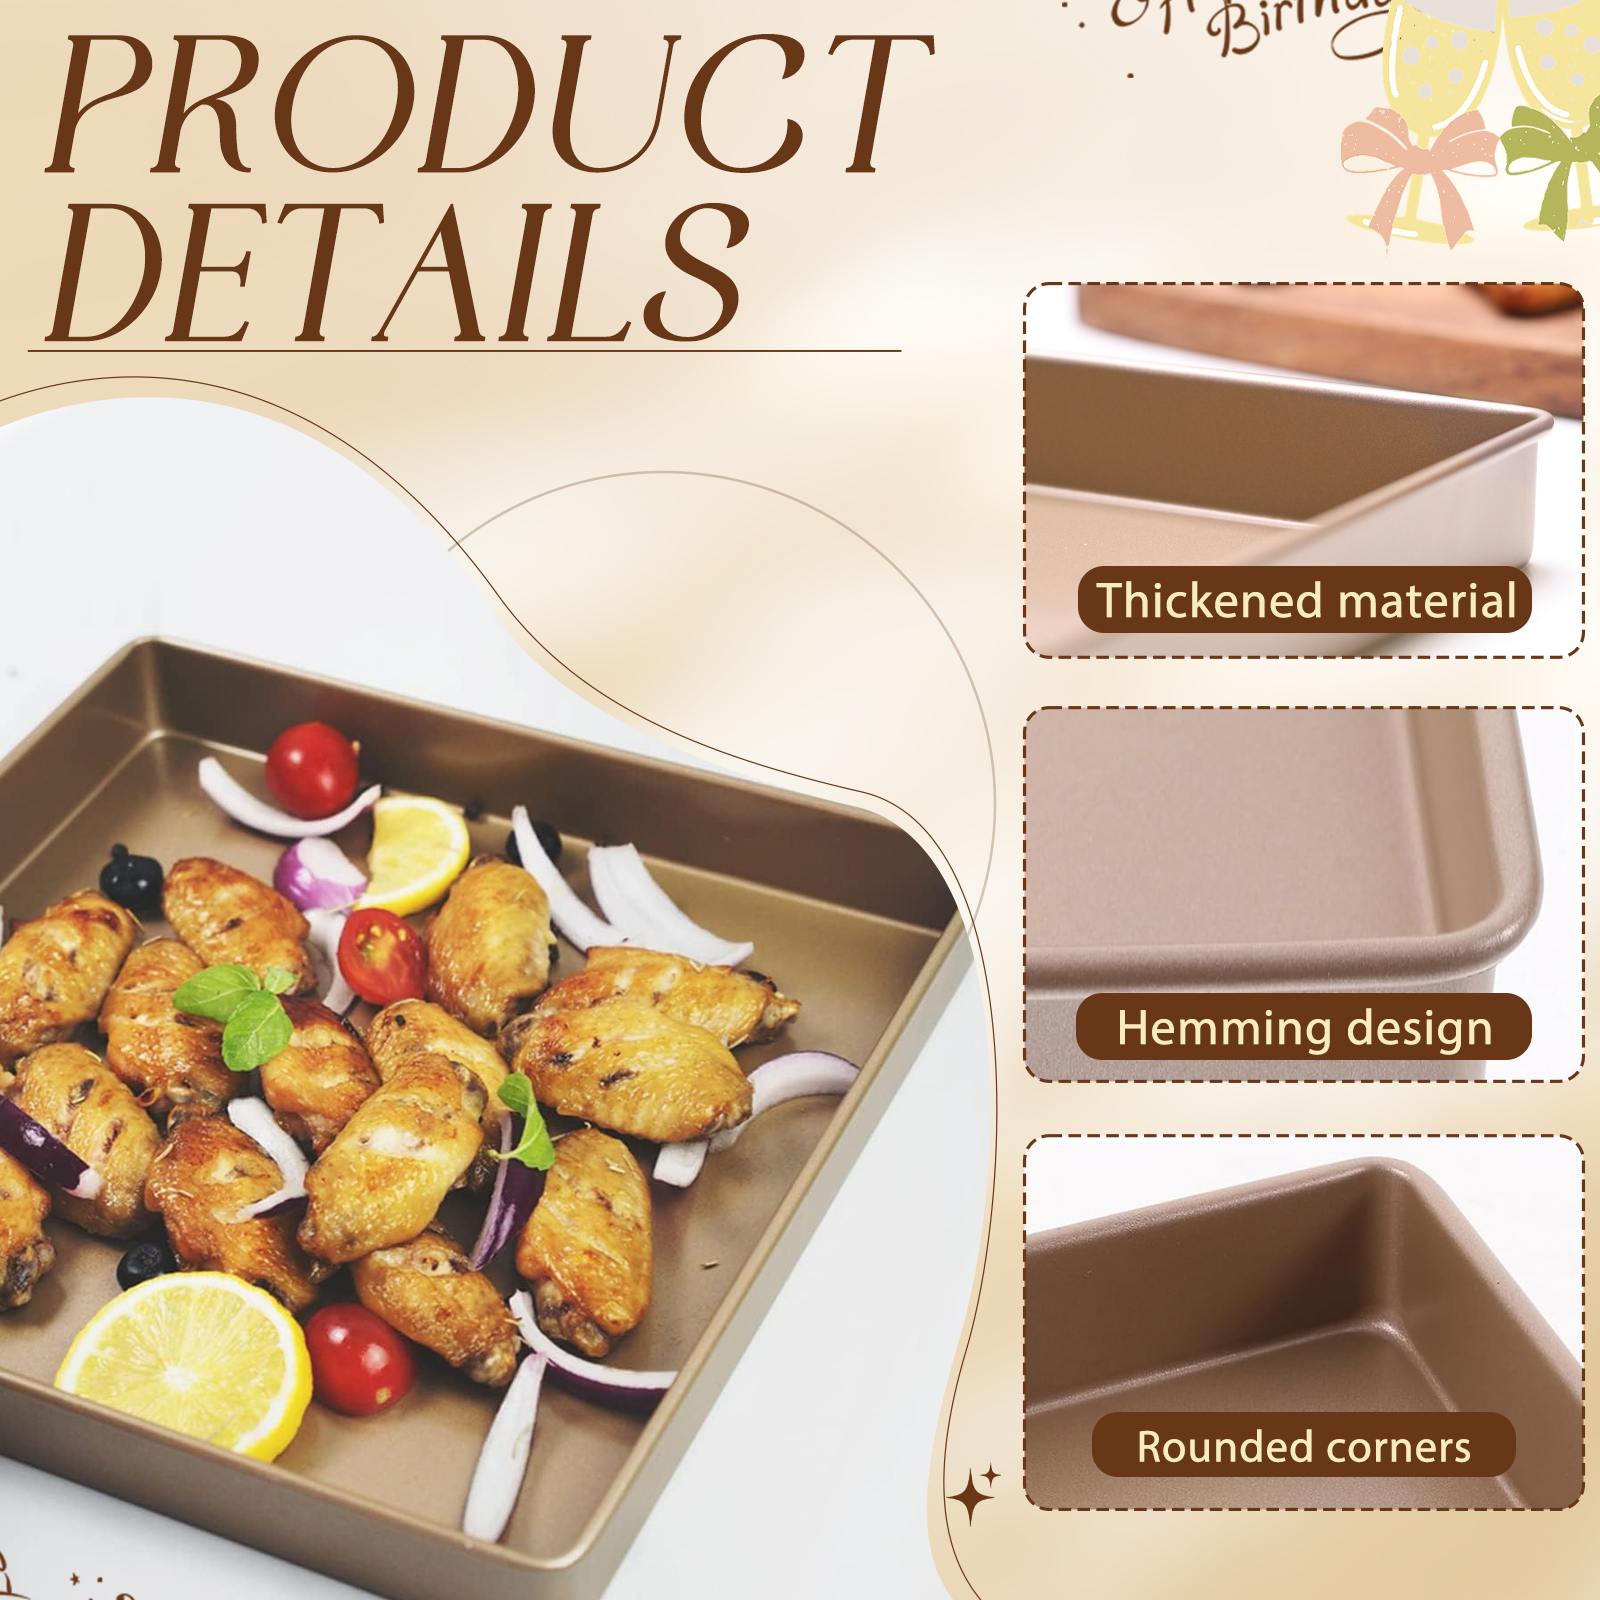 PRODUCT
DETAILS
Thickened material
Hemming design
Rounded corners